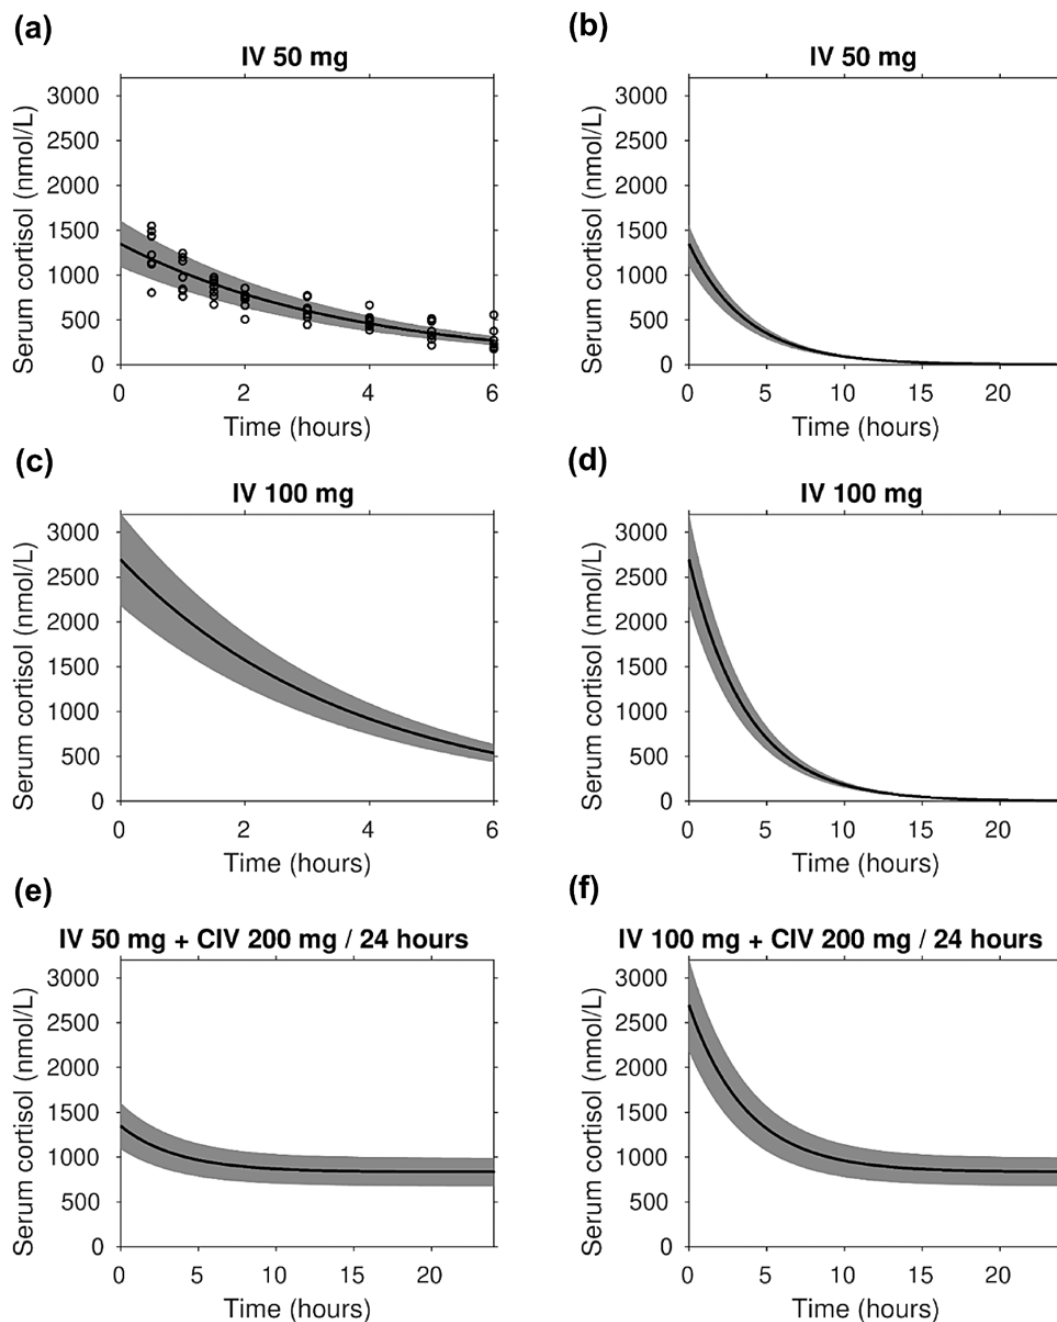 (a)
IV 50 mg
Serum cortisol (nmol/L)
3000
2500
2000
1500
1000
500
0
0 2 4 6
Time (hours)
(b)
IV 50 mg
Serum cortisol (nmol/L)
3000
2500
2000
1500
1000
500
0
0 5 10 15 20
Time (hours)
(c)
IV 100 mg
Serum cortisol (nmol/L)
3000
2500
2000
1500
1000
500
0
0 2 4 6
Time (hours)
(d)
IV 100 mg
Serum cortisol (nmol/L)
3000
2500
2000
1500
1000
500
0
0 5 10 15 20
Time (hours)
(e)
IV 50 mg + CIV 200 mg / 24 hours
Serum cortisol (nmol/L)
3000
2500
2000
1500
1000
500
0
0 5 10 15 20
Time (hours)
(f)
IV 100 mg + CIV 200 mg / 24 hours
Serum cortisol (nmol/L)
3000
2500
2000
1500
1000
500
0
0 5 10 15 20
Time (hours)